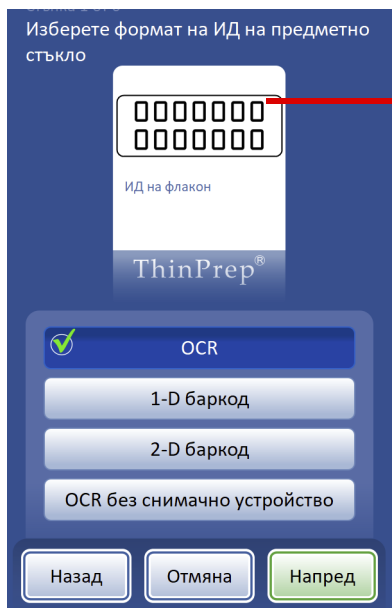 Изберете формат на ИД на предметно
стъкло
0000000
0000000
ИД на флакон
ThinPrep®
OCR
1-D баркод
2-D баркод
OCR без снимачно устройство
Назад
Отмяна
Напред